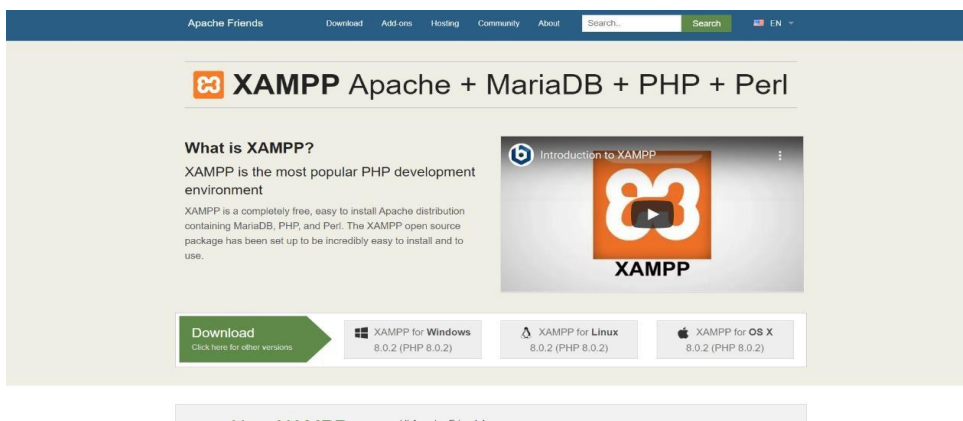 Apache Friends
Download Add-ons Hosting Community About Search.. Search EN
XAMPP Apache + MariaDB + PHP + Perl
What is XAMPP?
XAMPP is the most popular PHP development
environment
XAMPP is a completely free, easy to install Apache distribution
containing MariaDB, PHP, and Perl. The XAMPP open source
package has been set up to be incredibly easy to install and to
use.
Introduction to XAMPP
XAMPP
Download
Click here for other versions
XAMPP for Windows
8.0.2 (PHP 8.0.2)
XAMPP for Linux
8.0.2 (PHP 8.0.2)
XAMPP for OS X
8.0.2 (PHP 8.0.2)